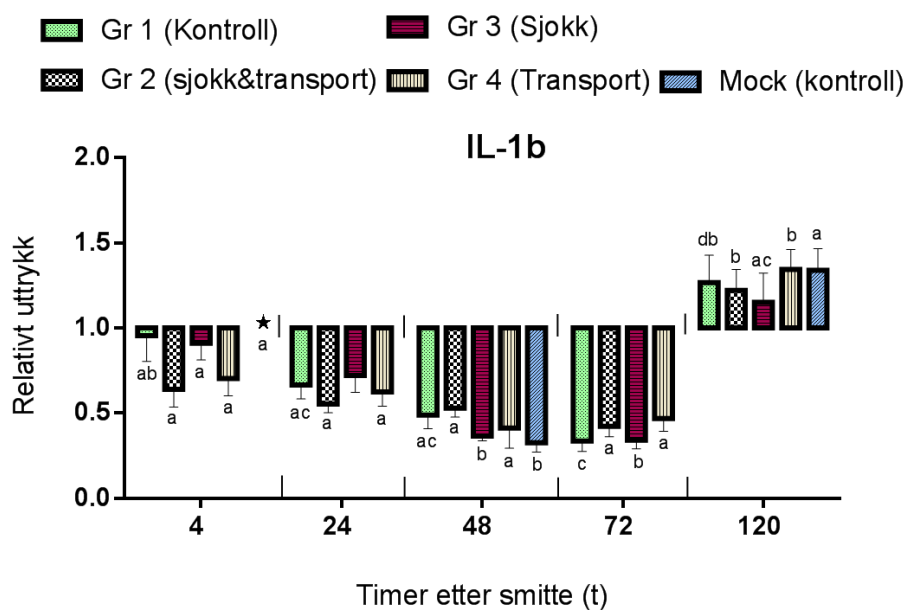 Gr 1 (Kontroll) Gr 3 (Sjokk)
Gr 2 (sjokk&transport) Gr 4 (Transport) Mock (kontroll)
IL-1b
2.0
1.5
1.0
0.5
0.0
Relativt uttrykk
db b ac b a
ab a a a a
ac a a
ac a b a b
c a b a
4 24 48 72 120
Timer etter smitte (t)